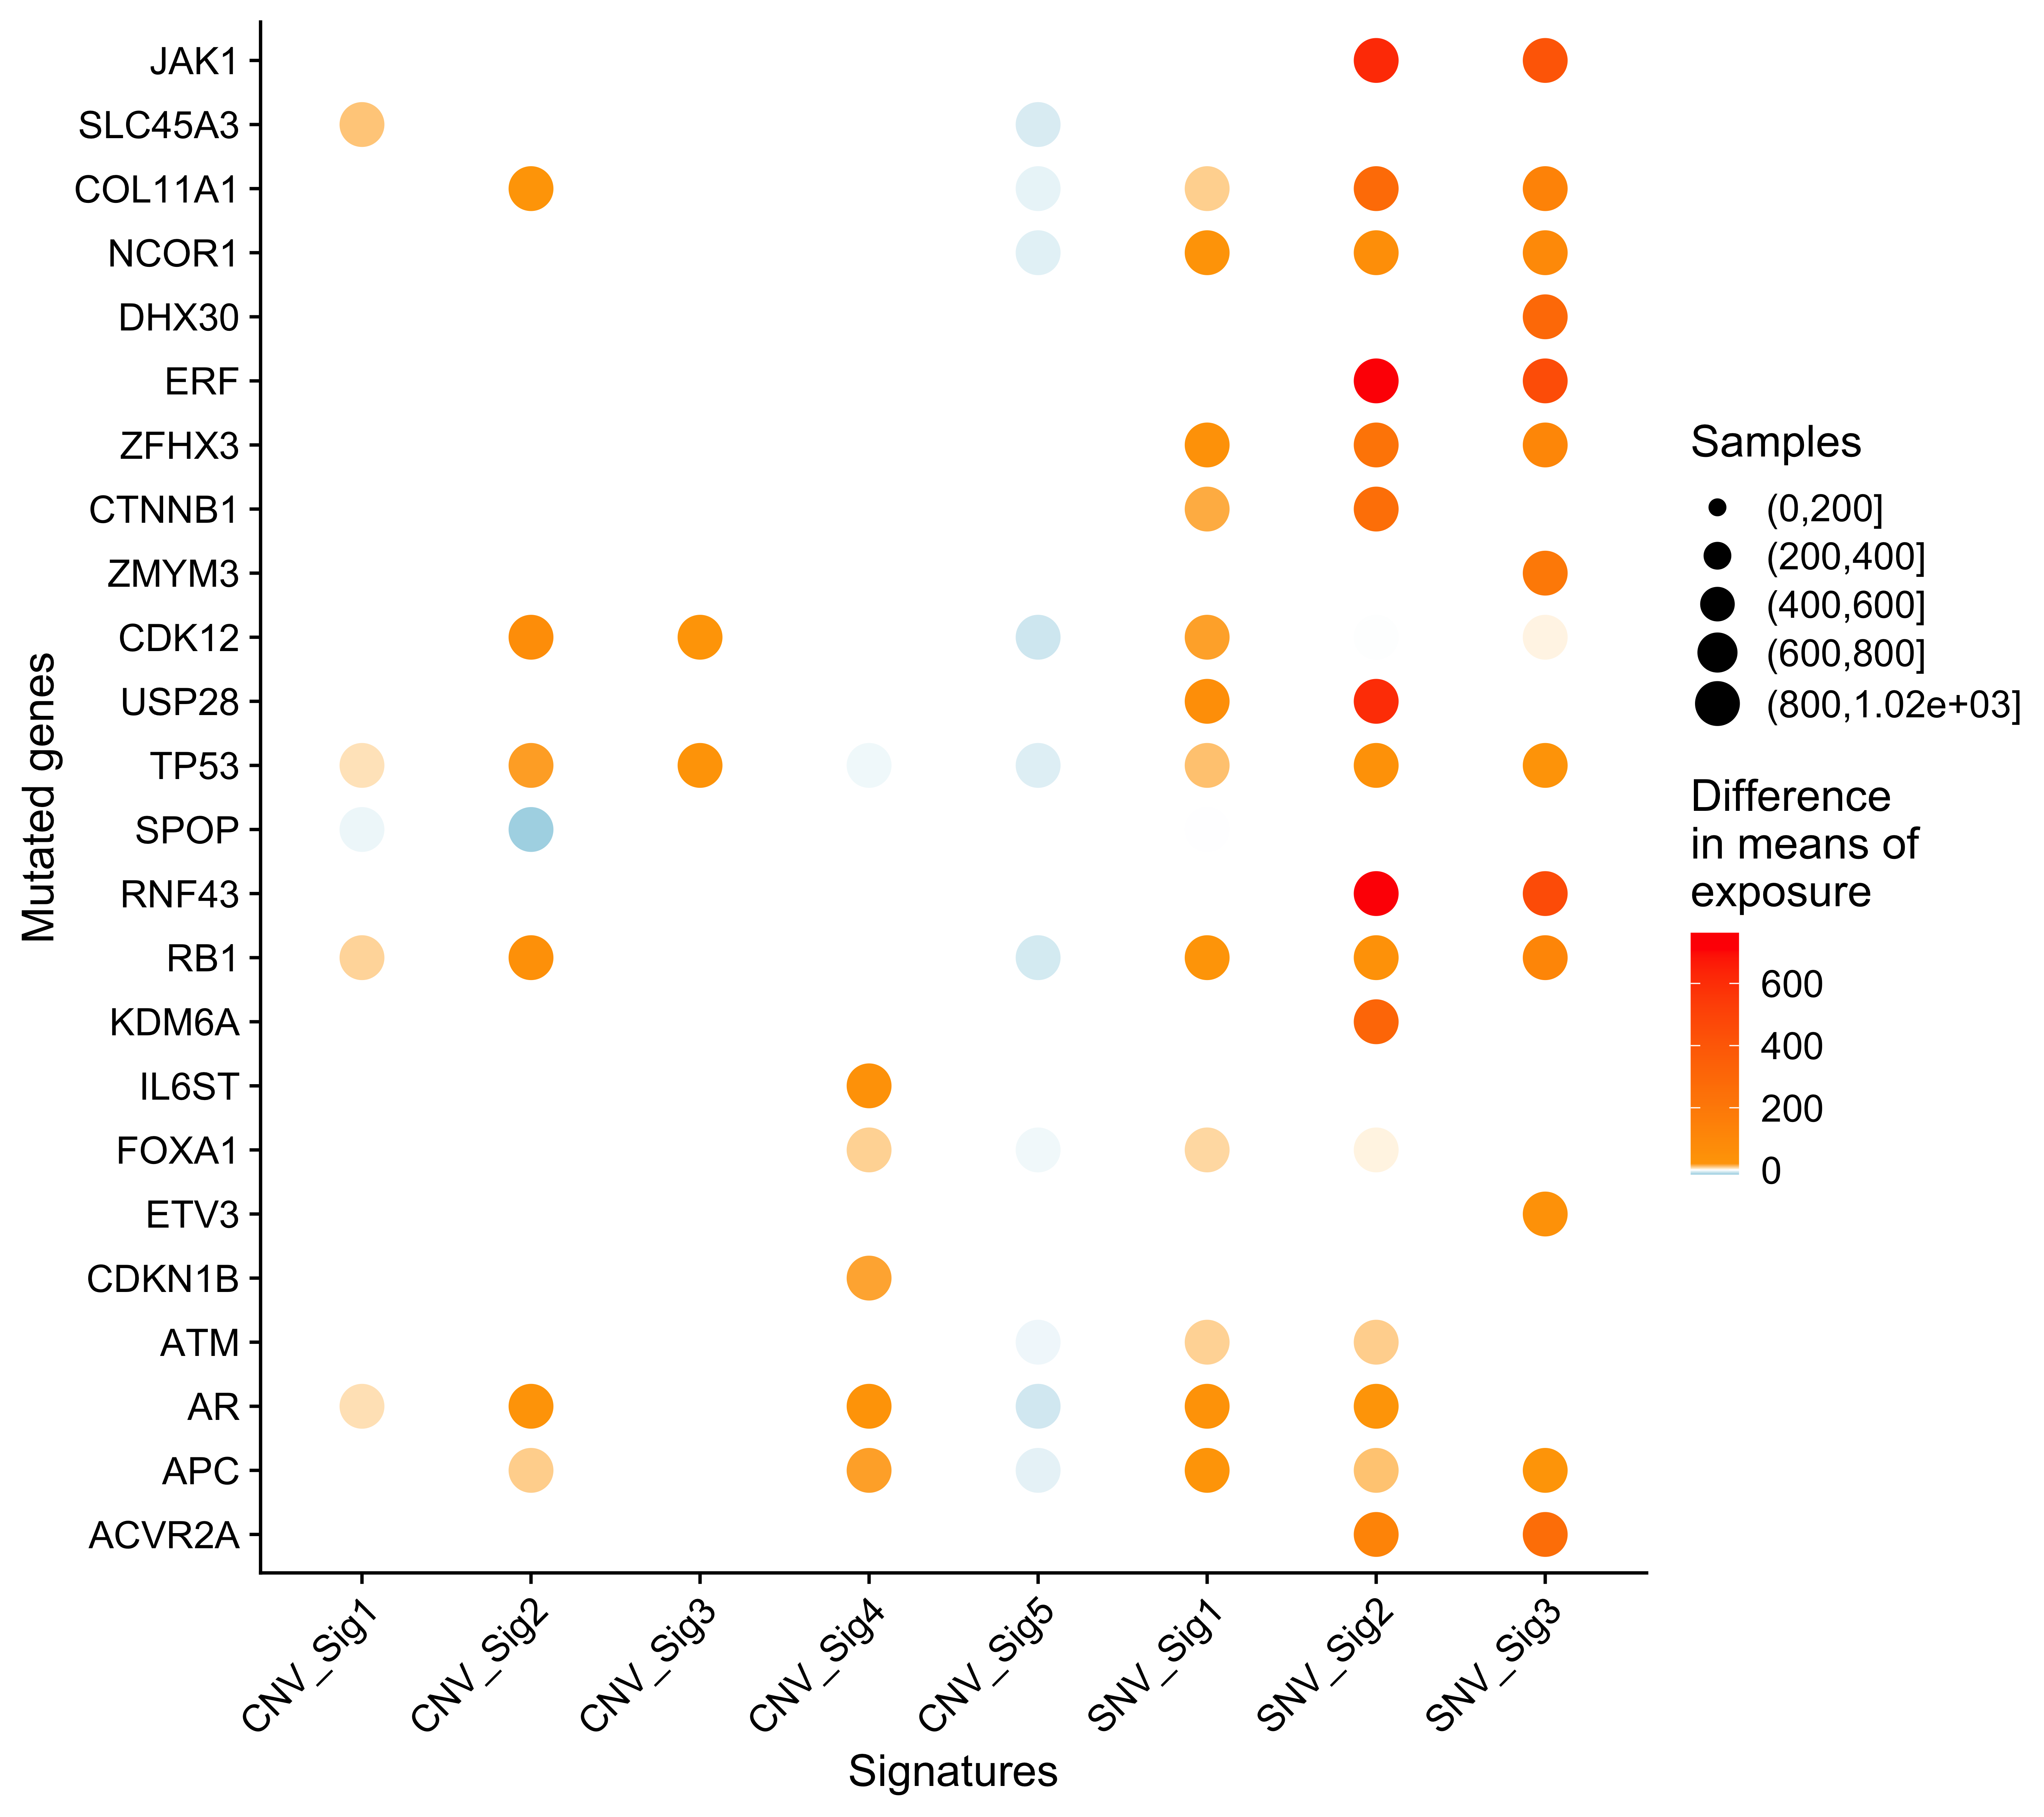 JAK1
SLC45A3
COL11A1
NCOR1
DHX30
ERF
ZFHX3
CTNNB1
ZMYM3
CDK12
USP28
TP53
SPOP
RNF43
RB1
KDM6A
IL6ST
FOXA1
ETV3
CDKN1B
ATM
AR
APC
ACVR2A
Mutated genes
CNV_Sig1
CNV_Sig2
CNV_Sig3
CNV_Sig4
CNV_Sig5
SNV_Sig1
SNV_Sig2
SNV_Sig3
Signatures
Samples
(0,200]
(200,400]
(400,600]
(600,800]
(800,1.02e+03]
Difference
in means of
exposure
600
400
200
0